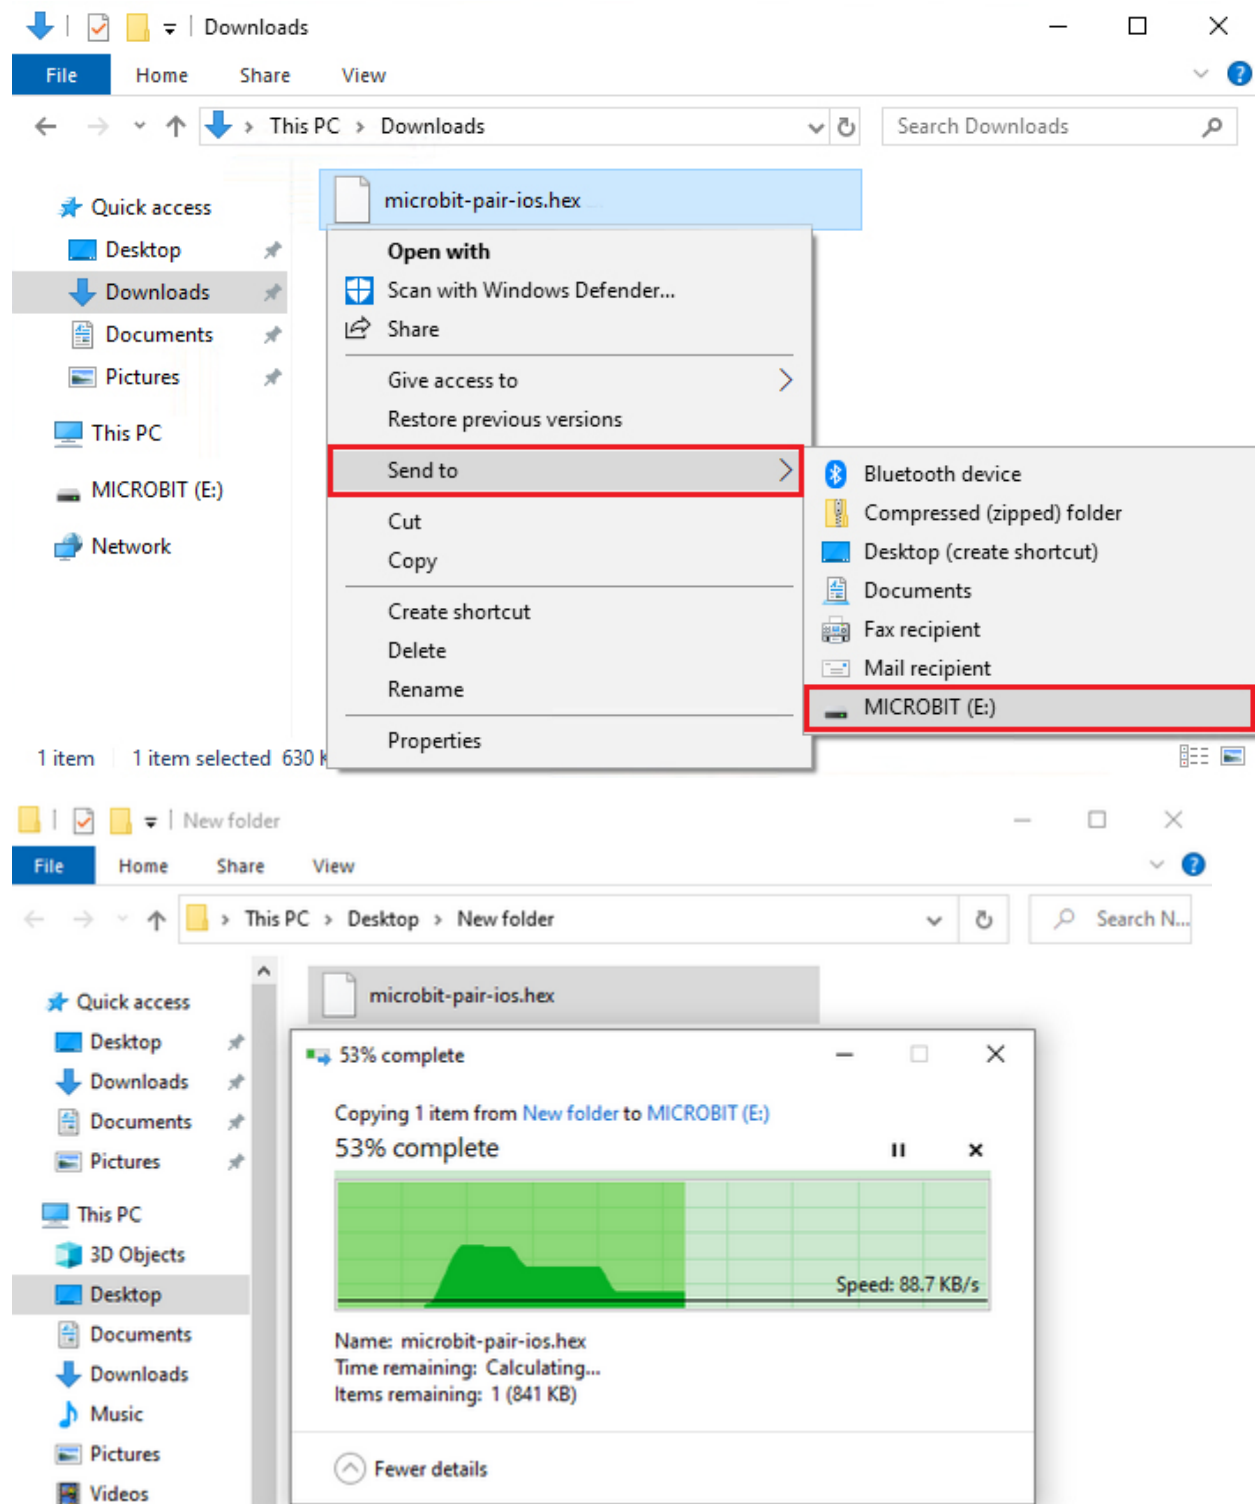 Downloads
File Home Share View
This PC > Downloads
Search Downloads
Quick access
Desktop
Downloads
Documents
Pictures
This PC
MICROBIT (E:)
Network
microbit-pair-ios.hex
Open with
Scan with Windows Defender...
Share
Give access to
Restore previous versions
Send to
Cut
Copy
Create shortcut
Delete
Rename
Properties
Bluetooth device
Compressed (zipped) folder
Desktop (create shortcut)
Documents
Fax recipient
Mail recipient
MICROBIT (E:)
1 item 1 item selected 630 K
New folder
File Home Share View
This PC > Desktop > New folder
Search N...
Quick access
Desktop
Downloads
Documents
Pictures
This PC
3D Objects
Desktop
Documents
Downloads
Music
Pictures
Videos
microbit-pair-ios.hex
53% complete
Copying 1 item from New folder to MICROBIT (E:)
53% complete
Speed: 88.7 KB/s
Name: microbit-pair-ios.hex
Time remaining: Calculating...
Items remaining: 1 (841 KB)
Fewer details